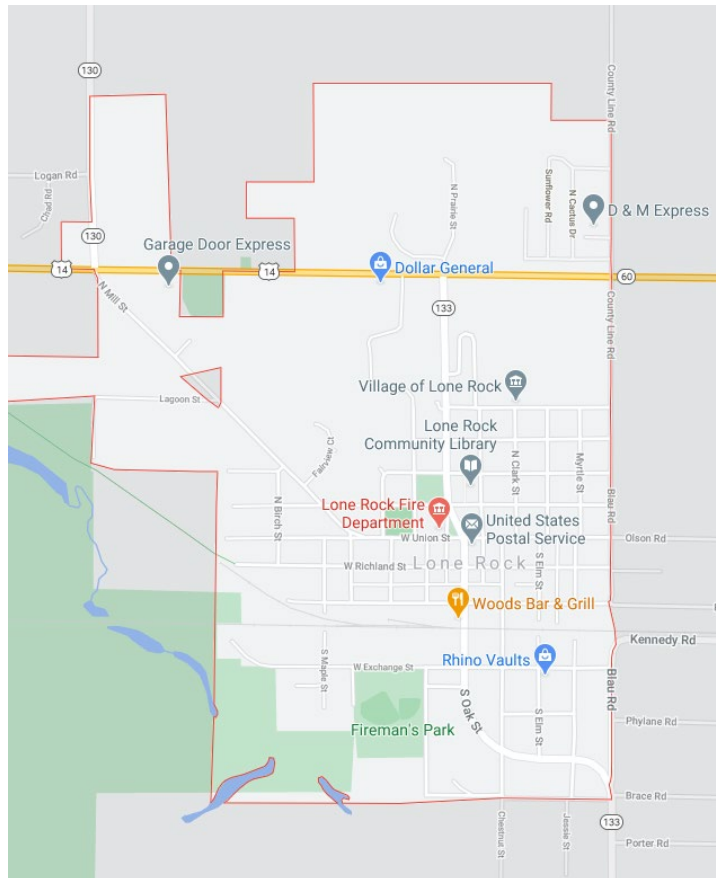 130
County Line Rd
Logan Rd
Chad Rd
N Prairie St
Sunflower Rd
N Cactus Dr
D & M Express
130
Garage Door Express
14
14
Dollar General
60
N Mill St
133
County Line Rd
Village of Lone Rock
Lagoon St
Lone Rock
Community Library
Fairview Ct
N Clark St
Myrtle St
N Birch St
Blau Rd
Lone Rock Fire
Department
United States
Postal Service
W Union St
Olson Rd
S Elm St
W Richland St
Lone Rock
Woods Bar & Grill
Kennedy Rd
S Maple St
Rhino Vaults
W Exchange St
Blau Rd
S Oak St
S Elm St
Fireman's Park
Phylane Rd
Brace Rd
Chestnut St
Jessie St
133
Porter Rd